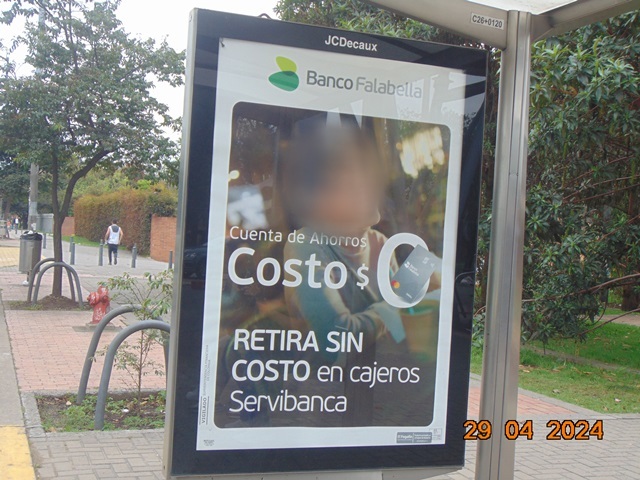 C26+0120
JCDecaux
Banco Falabella
Cuenta de Ahorros
Costo $0
RETIRA SIN
COSTO en cajeros
Servibanca
VIGILADO
29 04 2024